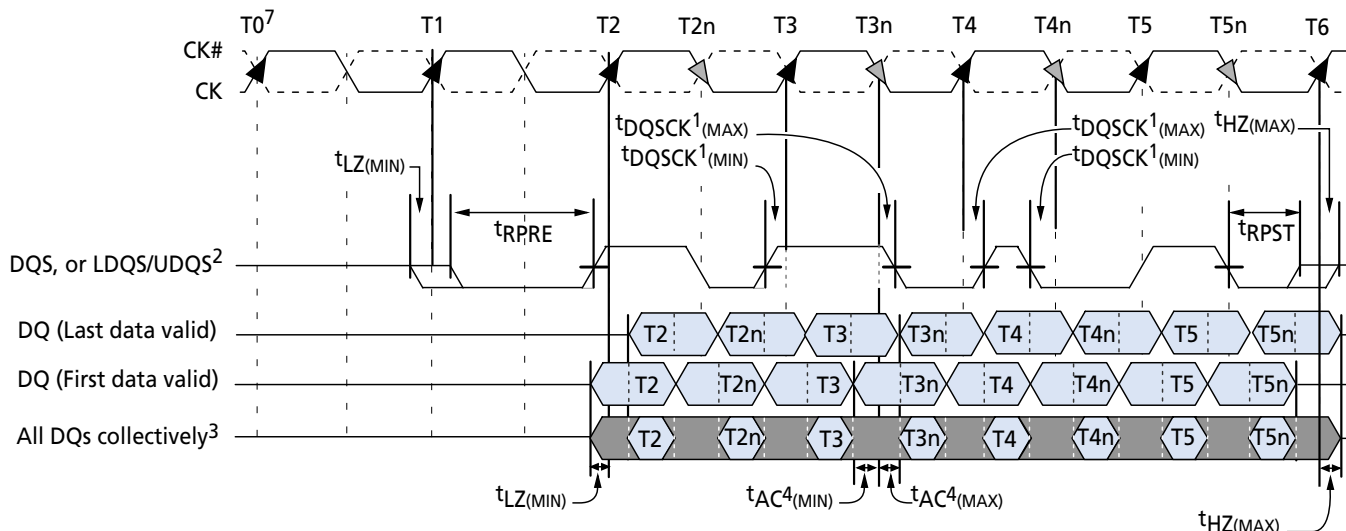 T0⁷ T1 T2 T2n T3 T3n T4 T4n T5 T5n T6
CK#
CK
tDQSCK¹(MAX) tDQSCK¹(MAX) tHZ(MAX)
tLZ(MIN) tDQSCK¹(MIN) tDQSCK¹(MIN)
tRPRE tRPST
DQS, or LDQS/UDQS²
DQ (Last data valid) T2 T2n T3 T3n T4 T4n T5 T5n
DQ (First data valid) T2 T2n T3 T3n T4 T4n T5 T5n
All DQs collectively³ T2 T2n T3 T3n T4 T4n T5 T5n
tLZ(MIN) tAC⁴(MIN) tAC⁴(MAX)
tHZ(MAX)